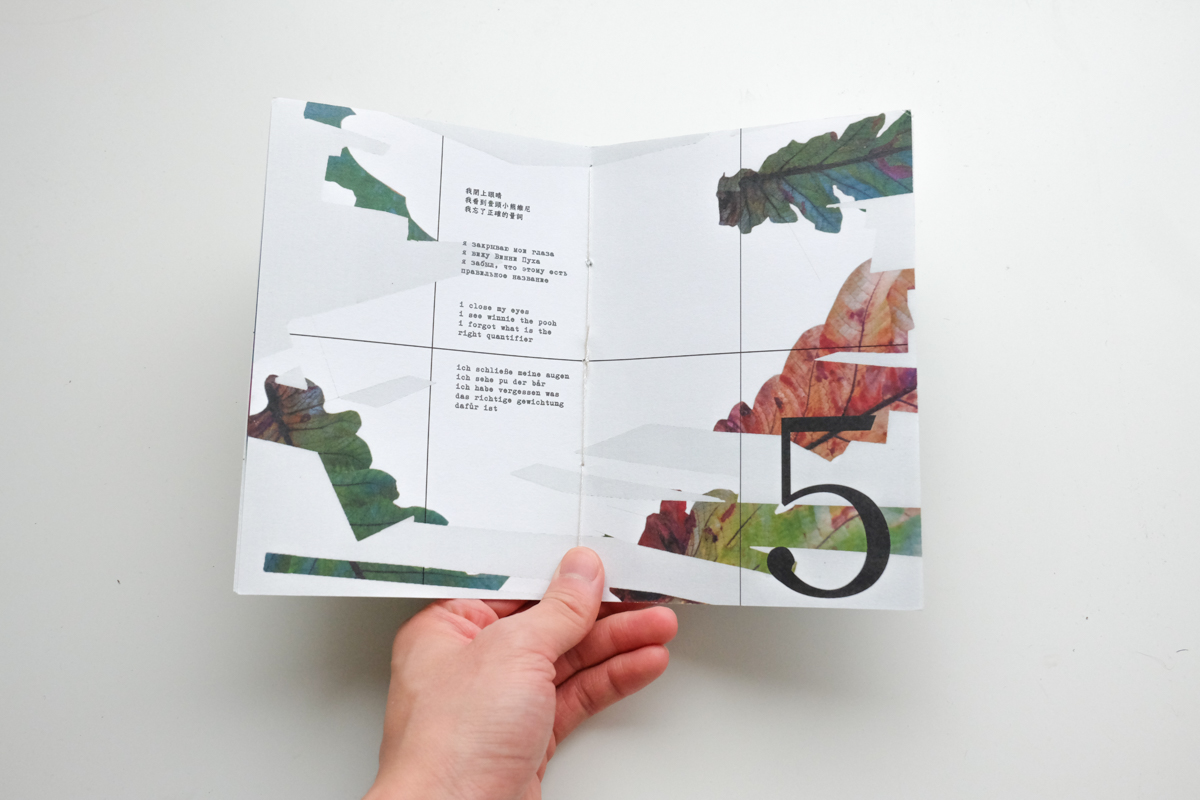 我閉上眼睛
我看到壹頭小熊維尼
我忘了正確的量詞
я закрываю мои глаза
я вижу Винни Пуха
я забыл, что этому есть
правильное название
i close my eyes
i see winnie the pooh
i forgot what is the
right quantifier
ich schließe meine augen
ich sehe pu der bär
ich habe vergessen was
das richtige gewichtung
dafür ist
5